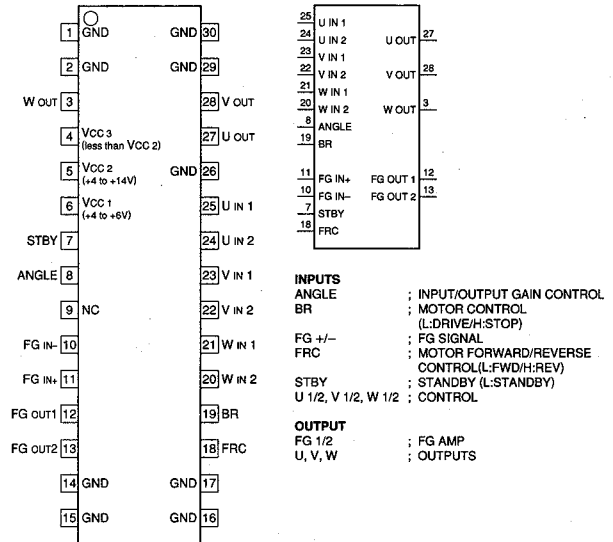 1 GND GND 30
2 GND GND 29
W OUT 3 28 V OUT
4 VCC 3 (less than VCC 2) 27 U OUT
5 VCC 2 (+4 to +14V) GND 26
6 VCC 1 (+4 to +6V) 25 U IN 1
STBY 7 24 U IN 2
ANGLE 8 23 V IN 1
9 NC 22 V IN 2
FG IN– 10 21 W IN 1
FG IN+ 11 20 W IN 2
FG OUT1 12 19 BR
FG OUT2 13 18 FRC
14 GND GND 17
15 GND GND 16
25 U IN 1
24 U IN 2 U OUT 27
23 V IN 1
22 V IN 2 V OUT 28
21 W IN 1
20 W IN 2 W OUT 3
8 ANGLE
19 BR
11 FG IN+ FG OUT 1 12
10 FG IN– FG OUT 2 13
7 STBY
18 FRC
INPUTS
ANGLE ; INPUT/OUTPUT GAIN CONTROL
BR ; MOTOR CONTROL
(L:DRIVE/H:STOP)
FG +/– ; FG SIGNAL
FRC ; MOTOR FORWARD/REVERSE
CONTROL(L:FWD/H:REV)
STBY ; STANDBY (L:STANDBY)
U 1/2, V 1/2, W 1/2 ; CONTROL
OUTPUT
FG 1/2 ; FG AMP
U, V, W ; OUTPUTS